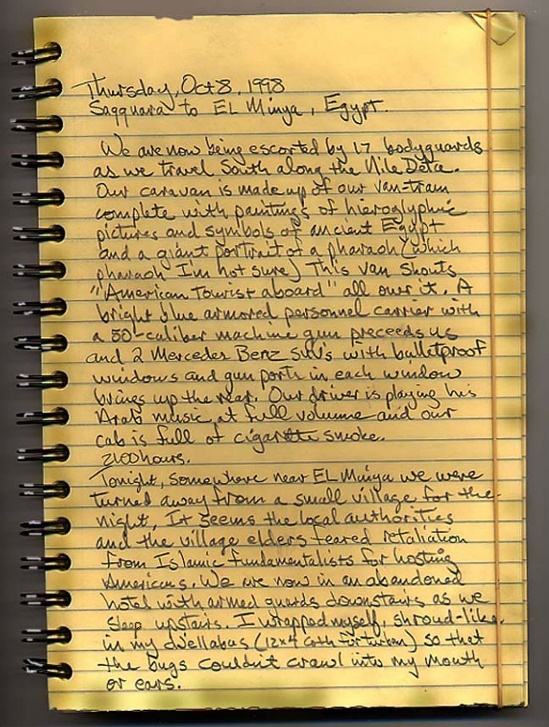 Thursday, Oct 8, 1998
Saqquara to EL Minya, Egypt.
We are now being escorted by 17 bodyguards
as we travel South along the Nile Delta.
Our caravan is made up of our van-tram
complete with paintings of hieroglyphic
pictures and symbols of ancient Egypt
and a giant portrait of a pharaoh (which
pharaoh I'm not sure) This van shouts
"American Tourist aboard" all over it. A
bright blue armored personnel carrier with
a 50-caliber machine gun preceeds us
and 2 Mercedes Benz SUV's with bulletproof
windows and gun ports in each window
brings up the rear. Our driver is playing his
Arab music at full volume and our
cab is full of cigarette smoke.
2100 hours.
Tonight, somewhere near EL Minya we were
turned away from a small village for the
night, It seems the local authorities
and the village elders feared retaliation
from Islamic fundamentalists for hosting
Americans. We are now in an abandoned
hotel with armed guards downstairs as we
sleep upstairs. I wrapped myself, shroud-like
in my djellabus (12x4 cloth turban) so that
the bugs couldn't crawl into my mouth
or ears.